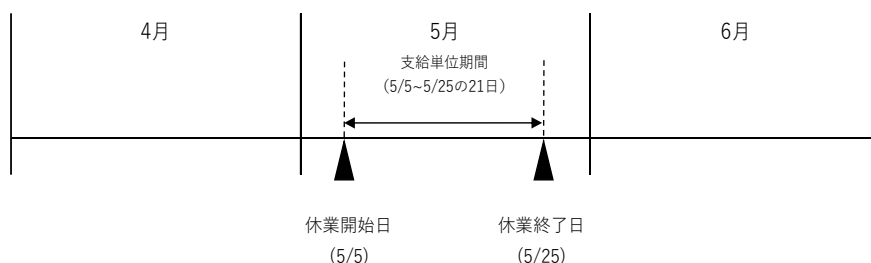 4月
5月
6月
支給単位期間
（5/5~5/25の21日）
休業開始日
(5/5)
休業終了日
(5/25)